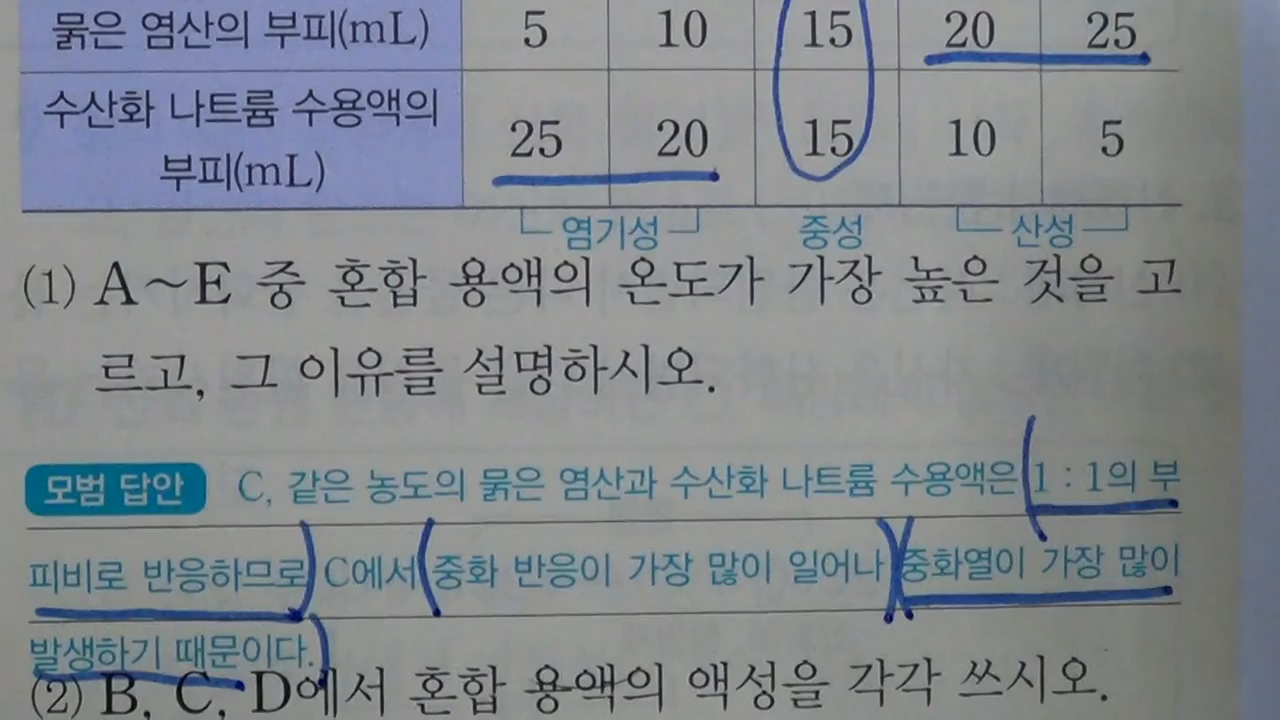 묽은 염산의 부피(mL) 5 10 15 20 25
수산화 나트륨 수용액의 부피(mL) 25 20 15 10 5
염기성 중성 산성
(1) A~E 중 혼합 용액의 온도가 가장 높은 것을 고
르고, 그 이유를 설명하시오.
모범 답안 C, 같은 농도의 묽은 염산과 수산화 나트륨 수용액은 1 : 1의 부
피비로 반응하므로 C에서 중화 반응이 가장 많이 일어나 중화열이 가장 많이
발생하기 때문이다.
(2) B, C, D에서 혼합 용액의 액성을 각각 쓰시오.